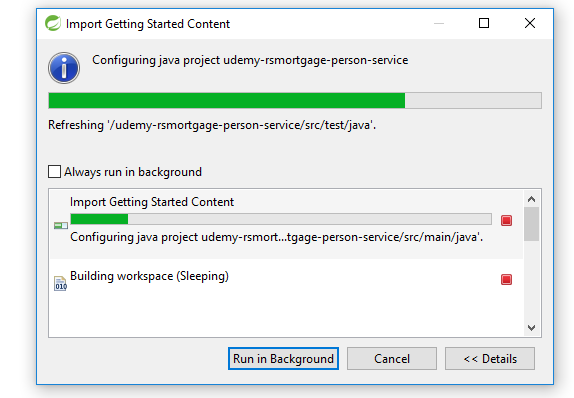 Import Getting Started Content
Configuring java project udemy-rsmortgage-person-service
Refreshing '/udemy-rsmortgage-person-service/src/test/java'.
Always run in background
Import Getting Started Content
Configuring java project udemy-rsmort...tgage-person-service/src/main/java'.
Building workspace (Sleeping)
010
Run in Background
Cancel
<< Details